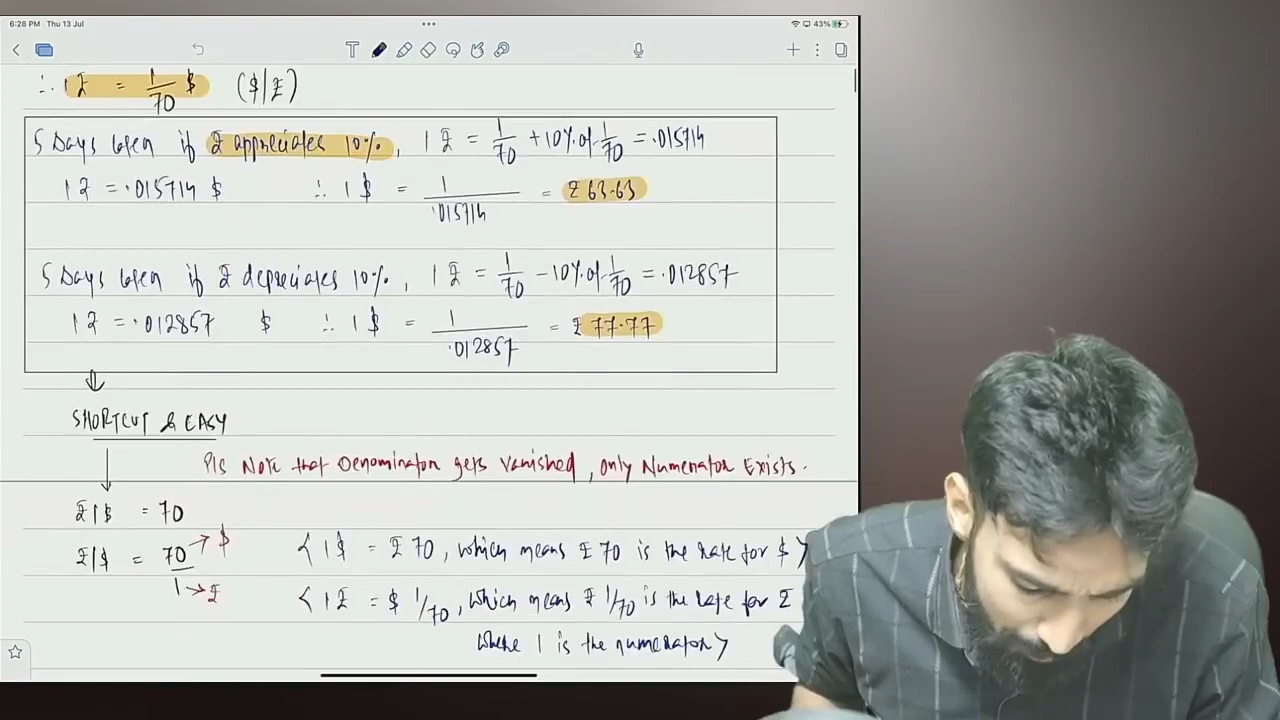 6:28 PM Thu 13 Jul
43%
∴ 1 ₹ = 1/70 $ ($/₹)
5 Days later if ₹ appreciates 10%, 1 ₹ = 1/70 + 10% of 1/70 = .015714
1 ₹ = .015714 $ ∴ 1 $ = 1/.015714 = ₹ 63.63
5 Days later if ₹ depreciates 10%, 1 ₹ = 1/70 - 10% of 1/70 = .012857
1 ₹ = .012857 $ ∴ 1 $ = 1/.012857 = ₹ 77.77
SHORTCUT & EASY
Pls Note that Denominator gets Vanished, only Numerator Exists.
₹/$ = 70
₹/$ = 70/1 → $ → ₹ < 1 $ = ₹ 70, which means ₹ 70 is the rate for $ >
< 1 ₹ = $ 1/70, which means ₹ 1/70 is the rate for ₹
where 1 is the numerator >